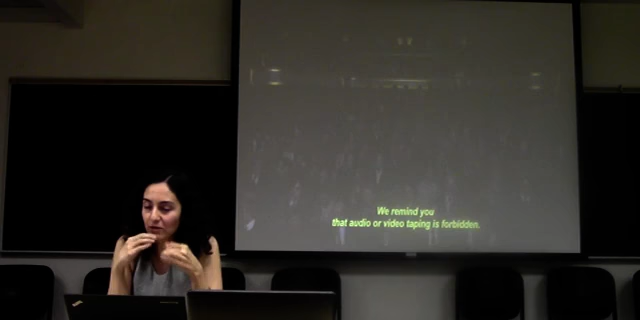 We remind you
that audio or video taping is forbidden.